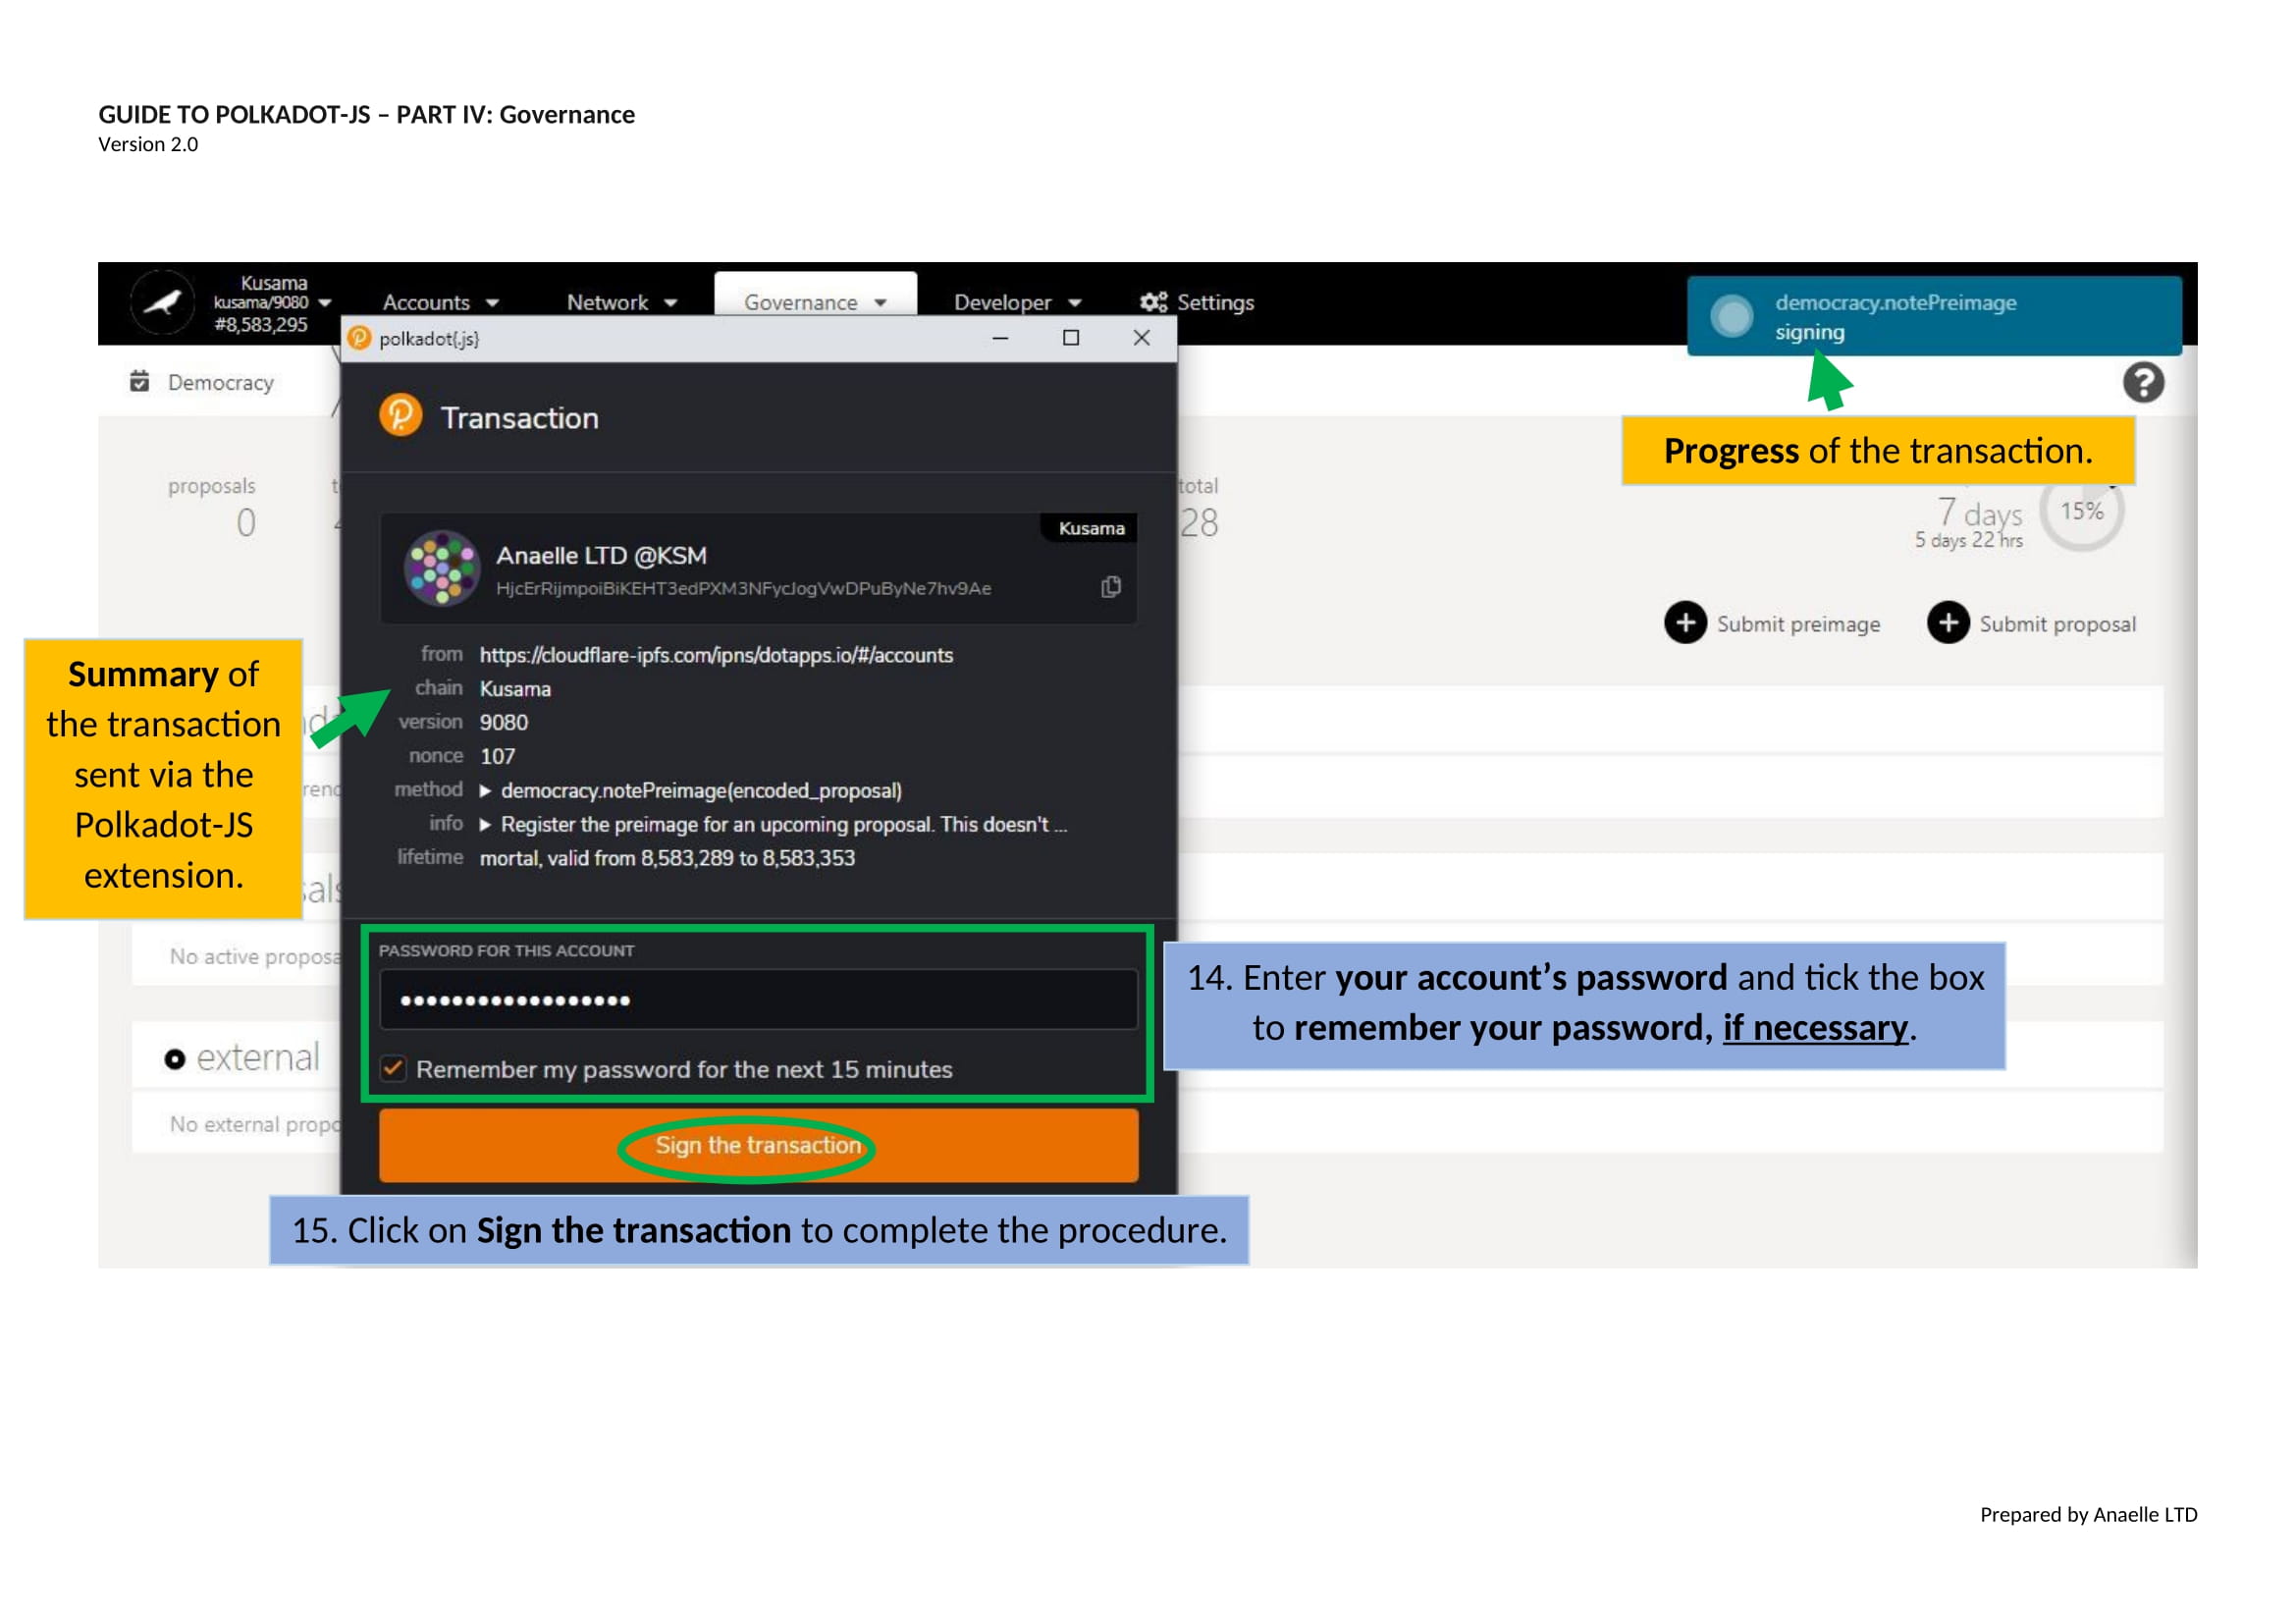 GUIDE TO POLKADOT-JS – PART IV: Governance
Version 2.0
Kusama
kusama/9080
#8,583,295
Accounts
Network
Governance
Developer
Settings
democracy.notePreimage
signing
polkadot{.js}
Democracy
Transaction
Progress of the transaction.
proposals
0
total
28
7 days
5 days 22 hrs
15%
Kusama
Anaelle LTD @KSM
HjcErRijmpoiBiKEHT3edPXM3NFycJogVwDPuByNe7hv9Ae
Submit preimage
Submit proposal
Summary of
the transaction
sent via the
Polkadot-JS
extension.
from https://cloudflare-ipfs.com/ipns/dotapps.io/#/accounts
chain Kusama
version 9080
nonce 107
method democracy.notePreimage(encoded_proposal)
info Register the preimage for an upcoming proposal. This doesn't ...
lifetime mortal, valid from 8,583,289 to 8,583,353
No active
PASSWORD FOR THIS ACCOUNT
14. Enter your account’s password and tick the box
to remember your password, if necessary.
external
Remember my password for the next 15 minutes
No external
Sign the transaction
15. Click on Sign the transaction to complete the procedure.
Prepared by Anaelle LTD